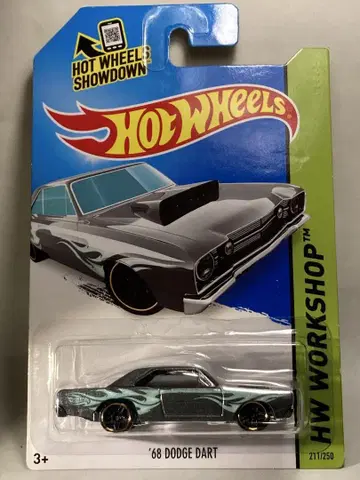 HOT WHEELS
SHOWDOWN
HOT WHEELS
HW WORKSHOP™
'68 DODGE DART
3+
211/250